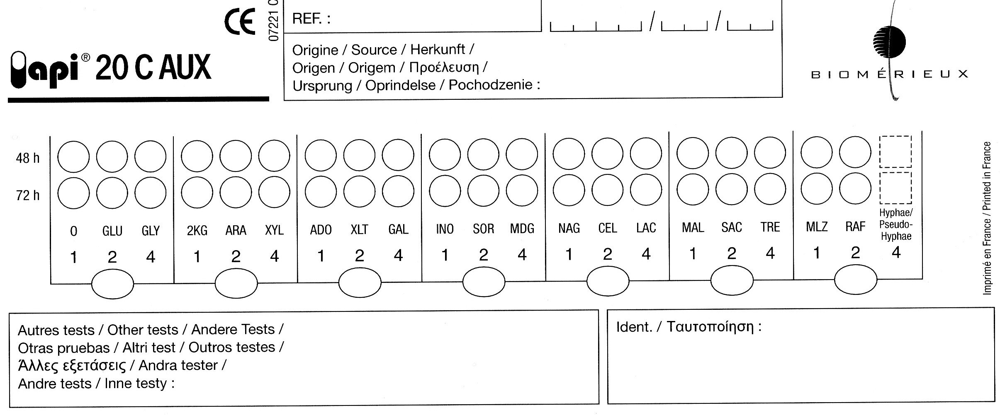 CE
07221 C
REF. :
/ /
api® 20 C AUX
Origine / Source / Herkunft /
Origen / Origem / Προέλευση /
Ursprung / Oprindelse / Pochodzenie :
BIOMÉRIEUX
48 h
72 h
0 GLU GLY 2KG ARA XYL ADO XLT GAL INO SOR MDG NAG CEL LAC MAL SAC TRE MLZ RAF Hyphae/
Pseudo-
Hyphae
1 2 4 1 2 4 1 2 4 1 2 4 1 2 4 1 2 4 1 2 4
Imprimé en France / Printed in France
Autres tests / Other tests / Andere Tests /
Otras pruebas / Altri test / Outros testes /
Άλλες εξετάσεις / Andra tester /
Andre tests / Inne testy :
Ident. / Ταυτοποίηση :